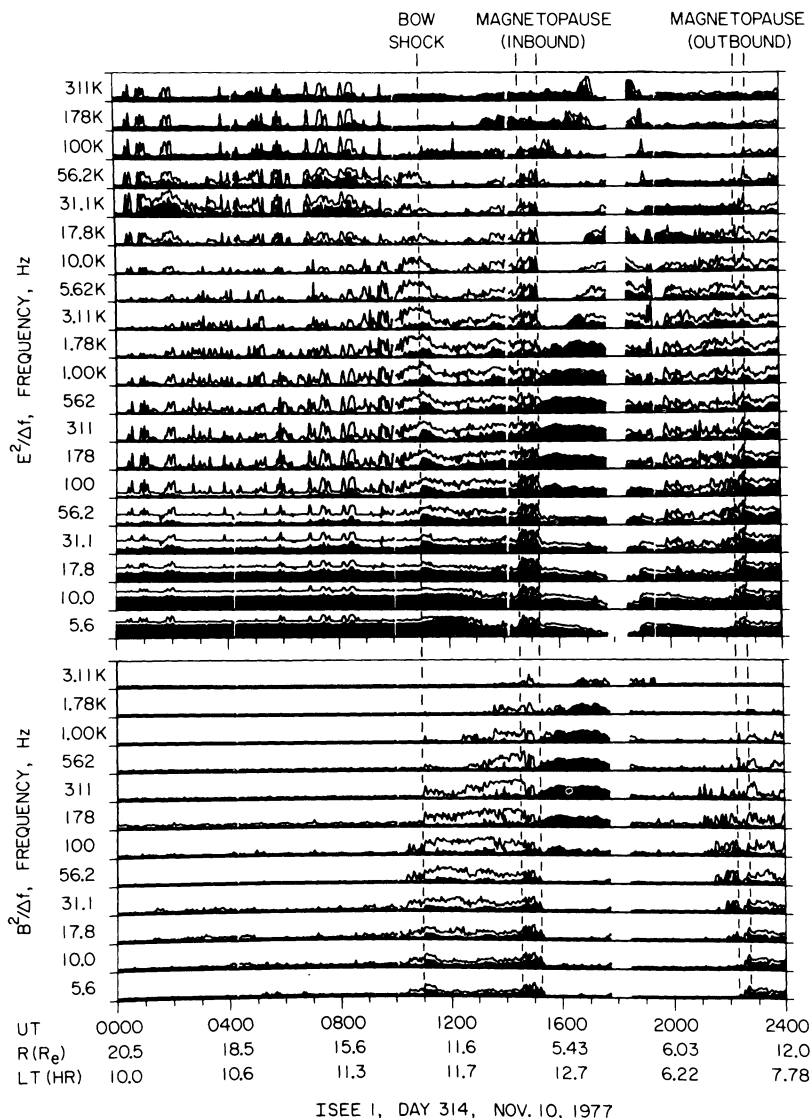 BOW SHOCK
MAGNETOPAUSE (INBOUND)
MAGNETOPAUSE (OUTBOUND)
E²/Δf, FREQUENCY, Hz
311K
178K
100K
56.2K
31.1K
17.8K
10.0K
5.62K
3.11K
1.78K
1.00K
562
311
178
100
56.2
31.1
17.8
10.0
5.6
B²/Δf, FREQUENCY, Hz
3.11K
1.78K
1.00K
562
311
178
100
56.2
31.1
17.8
10.0
5.6
UT 0000 0400 0800 1200 1600 2000 2400
R(Re) 20.5 18.5 15.6 11.6 5.43 6.03 12.0
LT (HR) 10.0 10.6 11.3 11.7 12.7 6.22 7.78
ISEE 1, DAY 314, NOV. 10, 1977